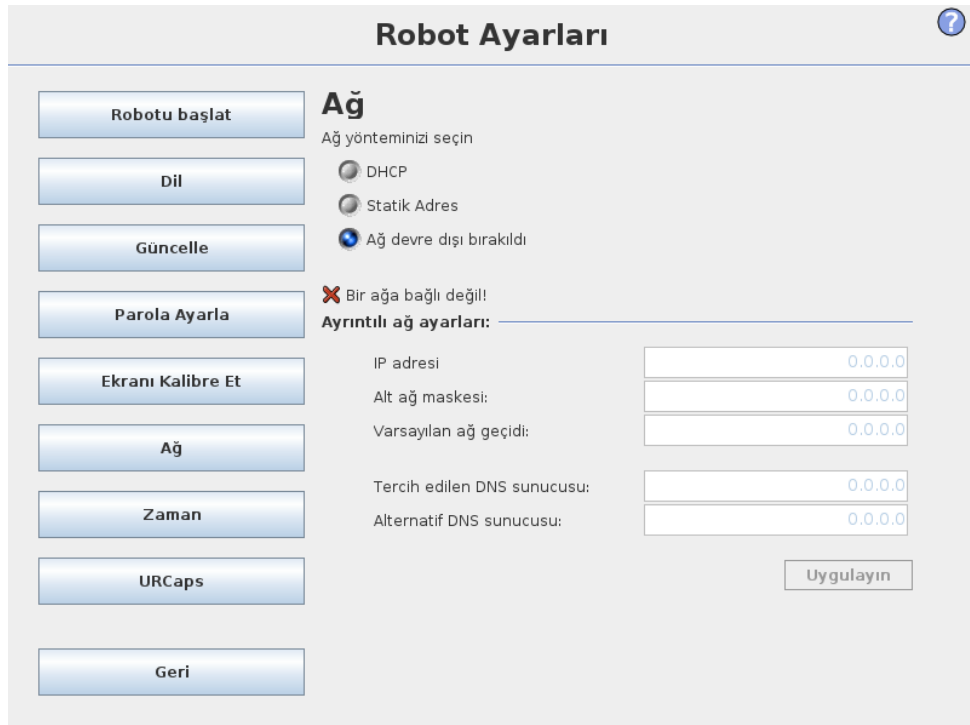 Robot Ayarları
?
Robotu başlat
Dil
Güncelle
Parola Ayarla
Ekranı Kalibre Et
Ağ
Zaman
URCaps
Geri
Ağ
Ağ yönteminizi seçin
DHCP
Statik Adres
Ağ devre dışı bırakıldı
Bir ağa bağlı değil!
Ayrıntılı ağ ayarları:
IP adresi 0.0.0.0
Alt ağ maskesi: 0.0.0.0
Varsayılan ağ geçidi: 0.0.0.0
Tercih edilen DNS sunucusu: 0.0.0.0
Alternatif DNS sunucusu: 0.0.0.0
Uygulayın